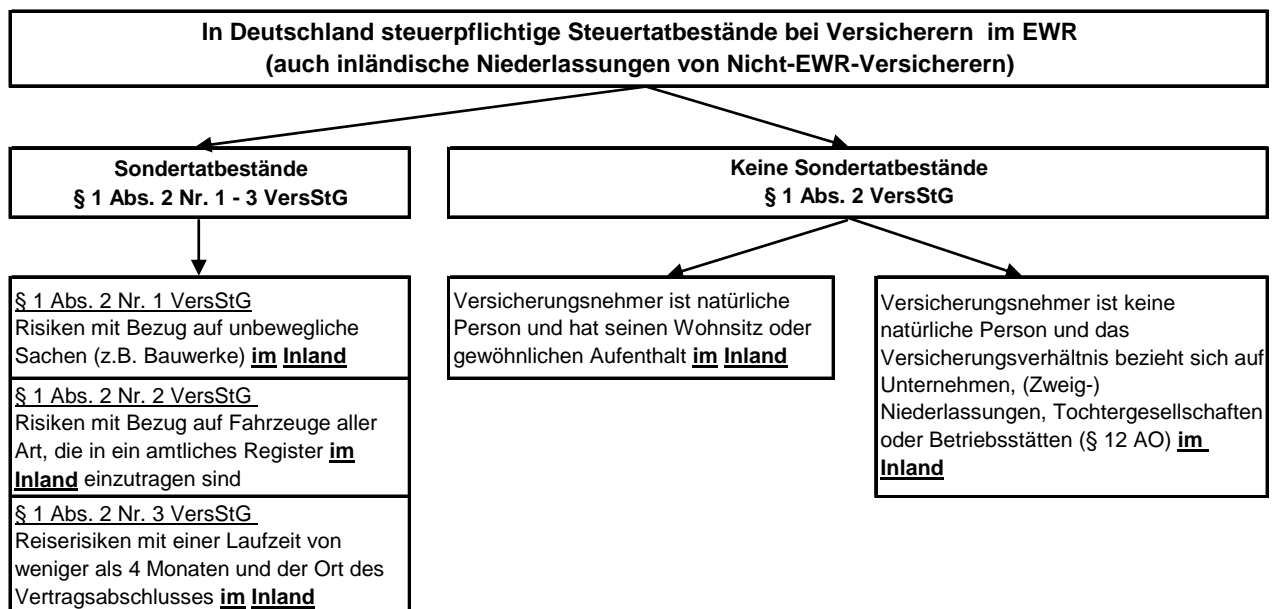 In Deutschland steuerpflichtige Steuertatbestände bei Versicherern im EWR
(auch inländische Niederlassungen von Nicht-EWR-Versicherern)
Sondertatbestände
§ 1 Abs. 2 Nr. 1 - 3 VersStG
Keine Sondertatbestände
§ 1 Abs. 2 VersStG
§ 1 Abs. 2 Nr. 1 VersStG
Risiken mit Bezug auf unbewegliche
Sachen (z.B. Bauwerke) im Inland
§ 1 Abs. 2 Nr. 2 VersStG
Risiken mit Bezug auf Fahrzeuge aller
Art, die in ein amtliches Register im
Inland einzutragen sind
§ 1 Abs. 2 Nr. 3 VersStG
Reiserisiken mit einer Laufzeit von
weniger als 4 Monaten und der Ort des
Vertragsabschlusses im Inland
Versicherungsnehmer ist natürliche
Person und hat seinen Wohnsitz oder
gewöhnlichen Aufenthalt im Inland
Versicherungsnehmer ist keine
natürliche Person und das
Versicherungsverhältnis bezieht sich auf
Unternehmen, (Zweig-)
Niederlassungen, Tochtergesellschaften
oder Betriebsstätten (§ 12 AO) im
Inland